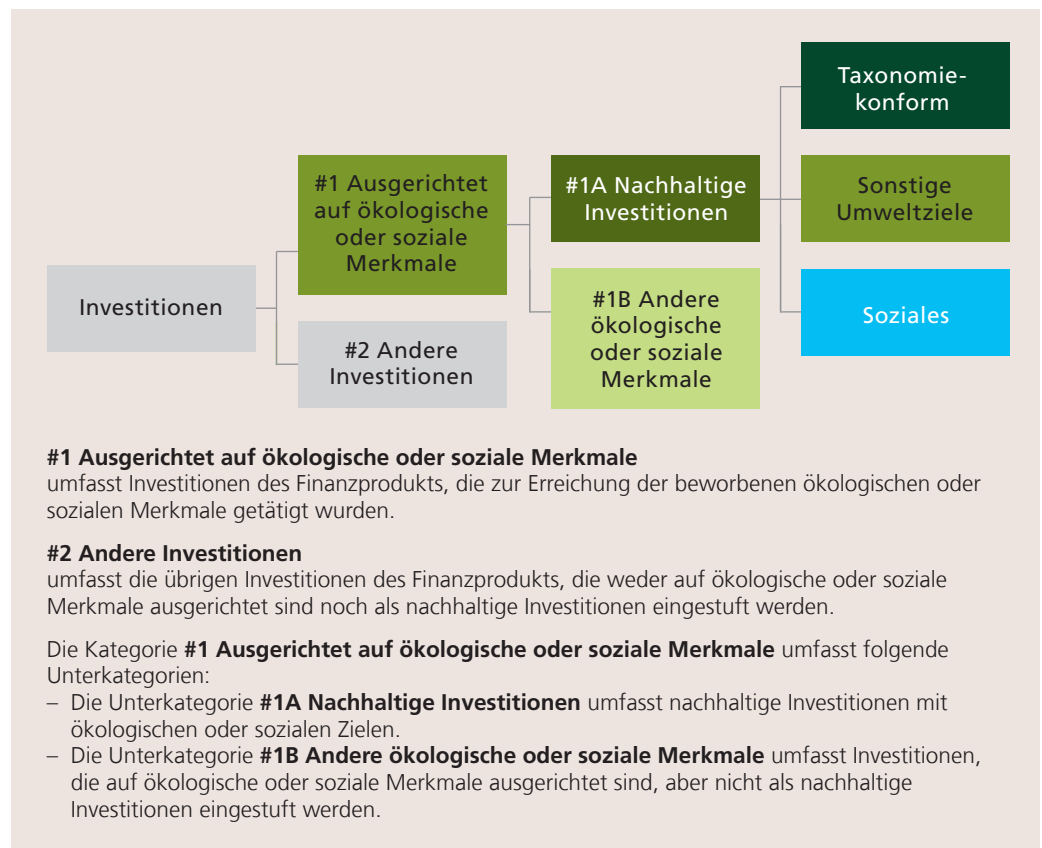 Taxonomie-
konform
#1 Ausgerichtet
auf ökologische
oder soziale
Merkmale
#1A Nachhaltige
Investitionen
Sonstige
Umweltziele
Investitionen
#2 Andere
Investitionen
#1B Andere
ökologische
oder soziale
Merkmale
Soziales
#1 Ausgerichtet auf ökologische oder soziale Merkmale
umfasst Investitionen des Finanzprodukts, die zur Erreichung der beworbenen ökologischen oder
sozialen Merkmale getätigt wurden.
#2 Andere Investitionen
umfasst die übrigen Investitionen des Finanzprodukts, die weder auf ökologische oder soziale
Merkmale ausgerichtet sind noch als nachhaltige Investitionen eingestuft werden.
Die Kategorie #1 Ausgerichtet auf ökologische oder soziale Merkmale umfasst folgende
Unterkategorien:
– Die Unterkategorie #1A Nachhaltige Investitionen umfasst nachhaltige Investitionen mit
ökologischen oder sozialen Zielen.
– Die Unterkategorie #1B Andere ökologische oder soziale Merkmale umfasst Investitionen,
die auf ökologische oder soziale Merkmale ausgerichtet sind, aber nicht als nachhaltige
Investitionen eingestuft werden.